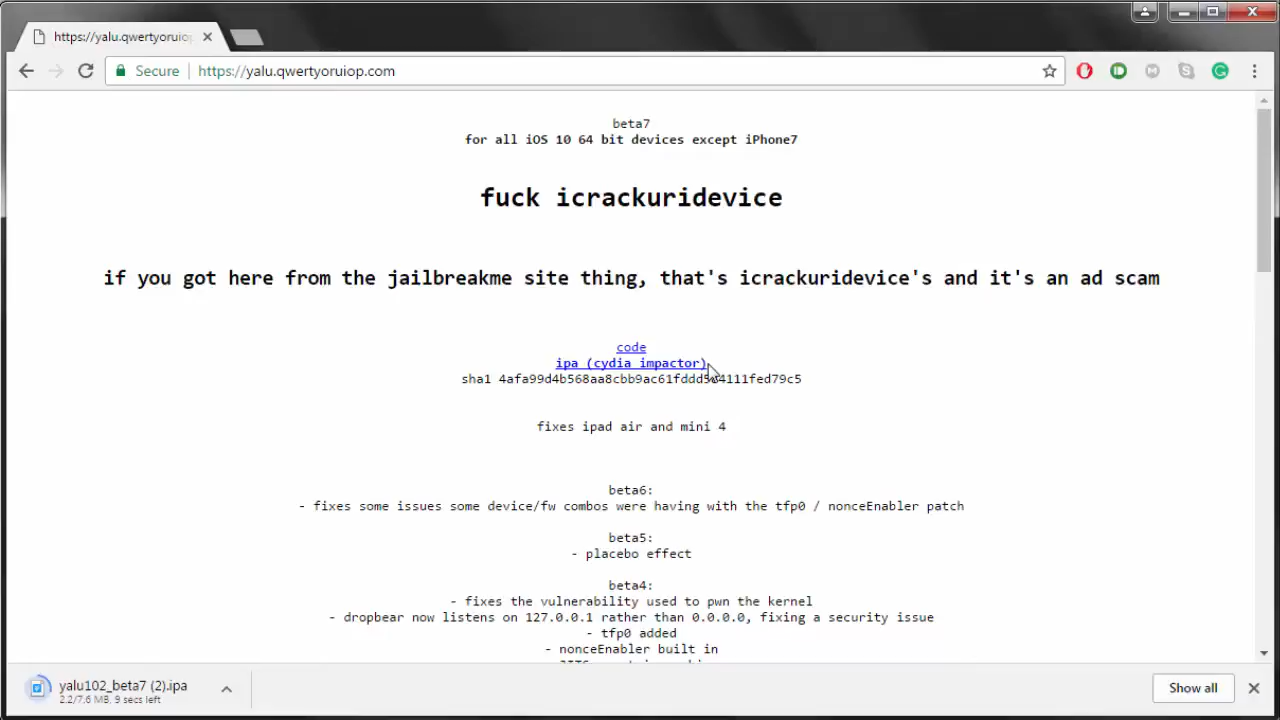 https://yalu.qwertyoruiop
Secure
https://yalu.qwertyoruiop.com
beta7
for all iOS 10 64 bit devices except iPhone7
fuck icrackuridevice
if you got here from the jailbreakme site thing, that's icrackuridevice's and it's an ad scam
code
ipa (cydia impactor)
fixes ipad air and mini 4
beta6:
- fixes some issues some device/fw combos were having with the tfp0 / nonceEnabler patch
beta5:
- placebo effect
beta4:
- fixes the vulnerability used to pwn the kernel
- dropbear now listens on 127.0.0.1 rather than 0.0.0.0, fixing a security issue
- tfp0 added
- nonceEnabler built in
yalu102_beta7 (2).ipa
2.2/7.6 MB, 9 secs left
Show all